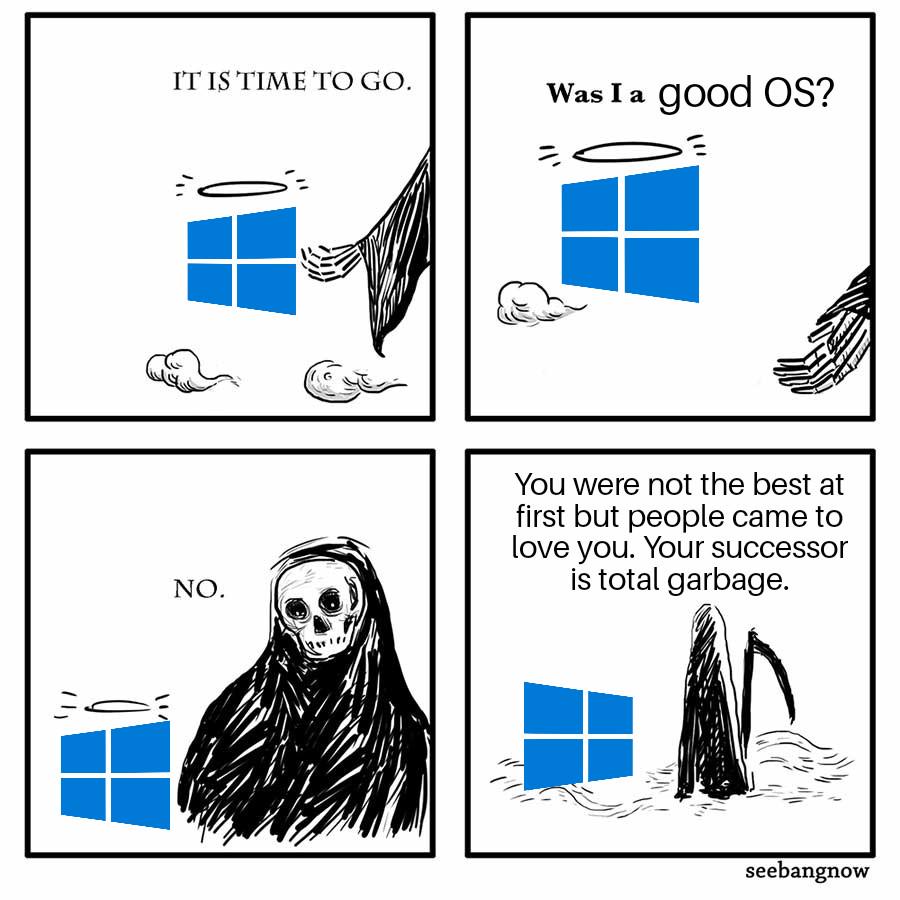 IT IS TIME TO GO.
Was I a good OS?
NO.
You were not the best at
first but people came to
love you. Your successor
is total garbage.
seebangnow